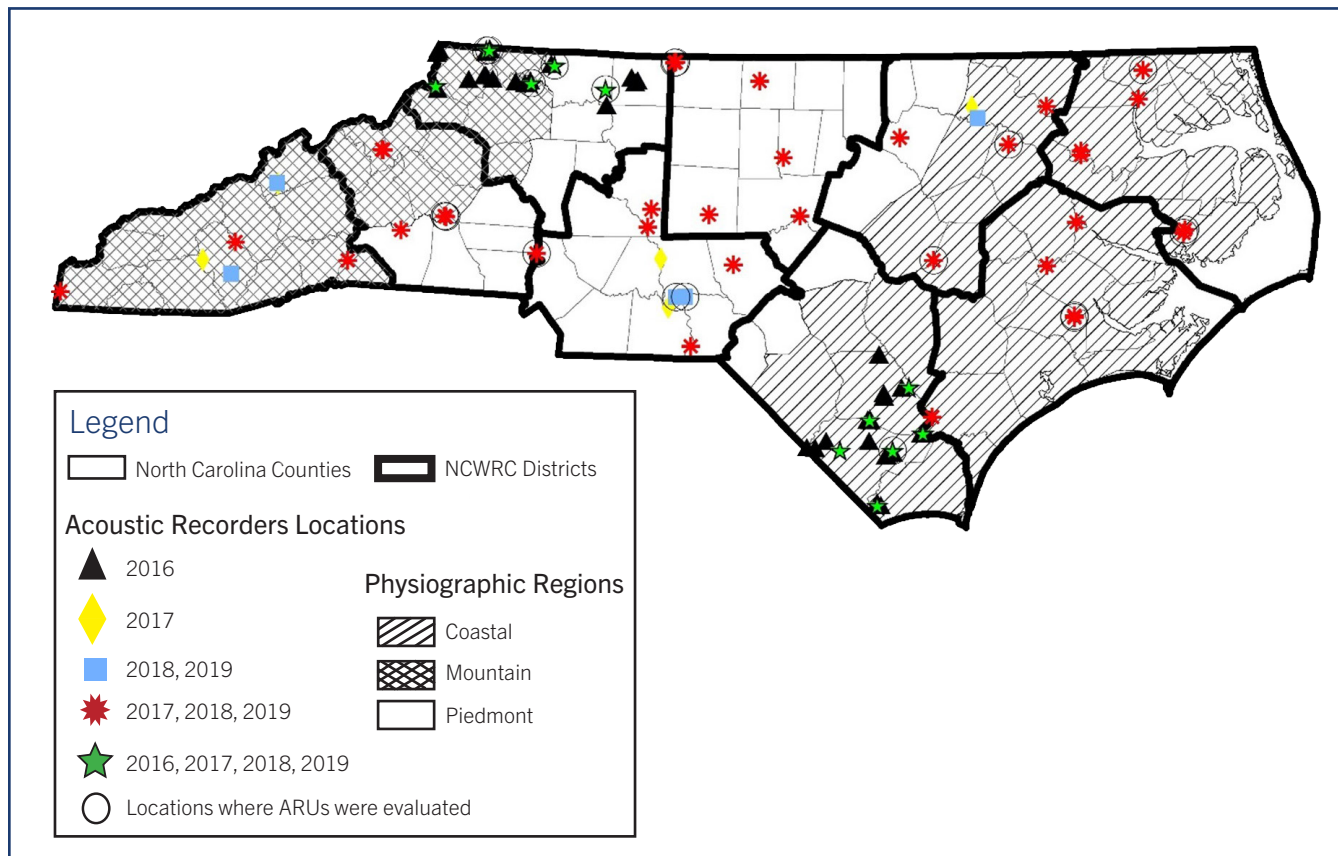 Legend
North Carolina Counties NCWRC Districts
Acoustic Recorders Locations
2016
Physiographic Regions
2017
Coastal
2018, 2019
Mountain
2017, 2018, 2019
Piedmont
2016, 2017, 2018, 2019
Locations where ARUs were evaluated